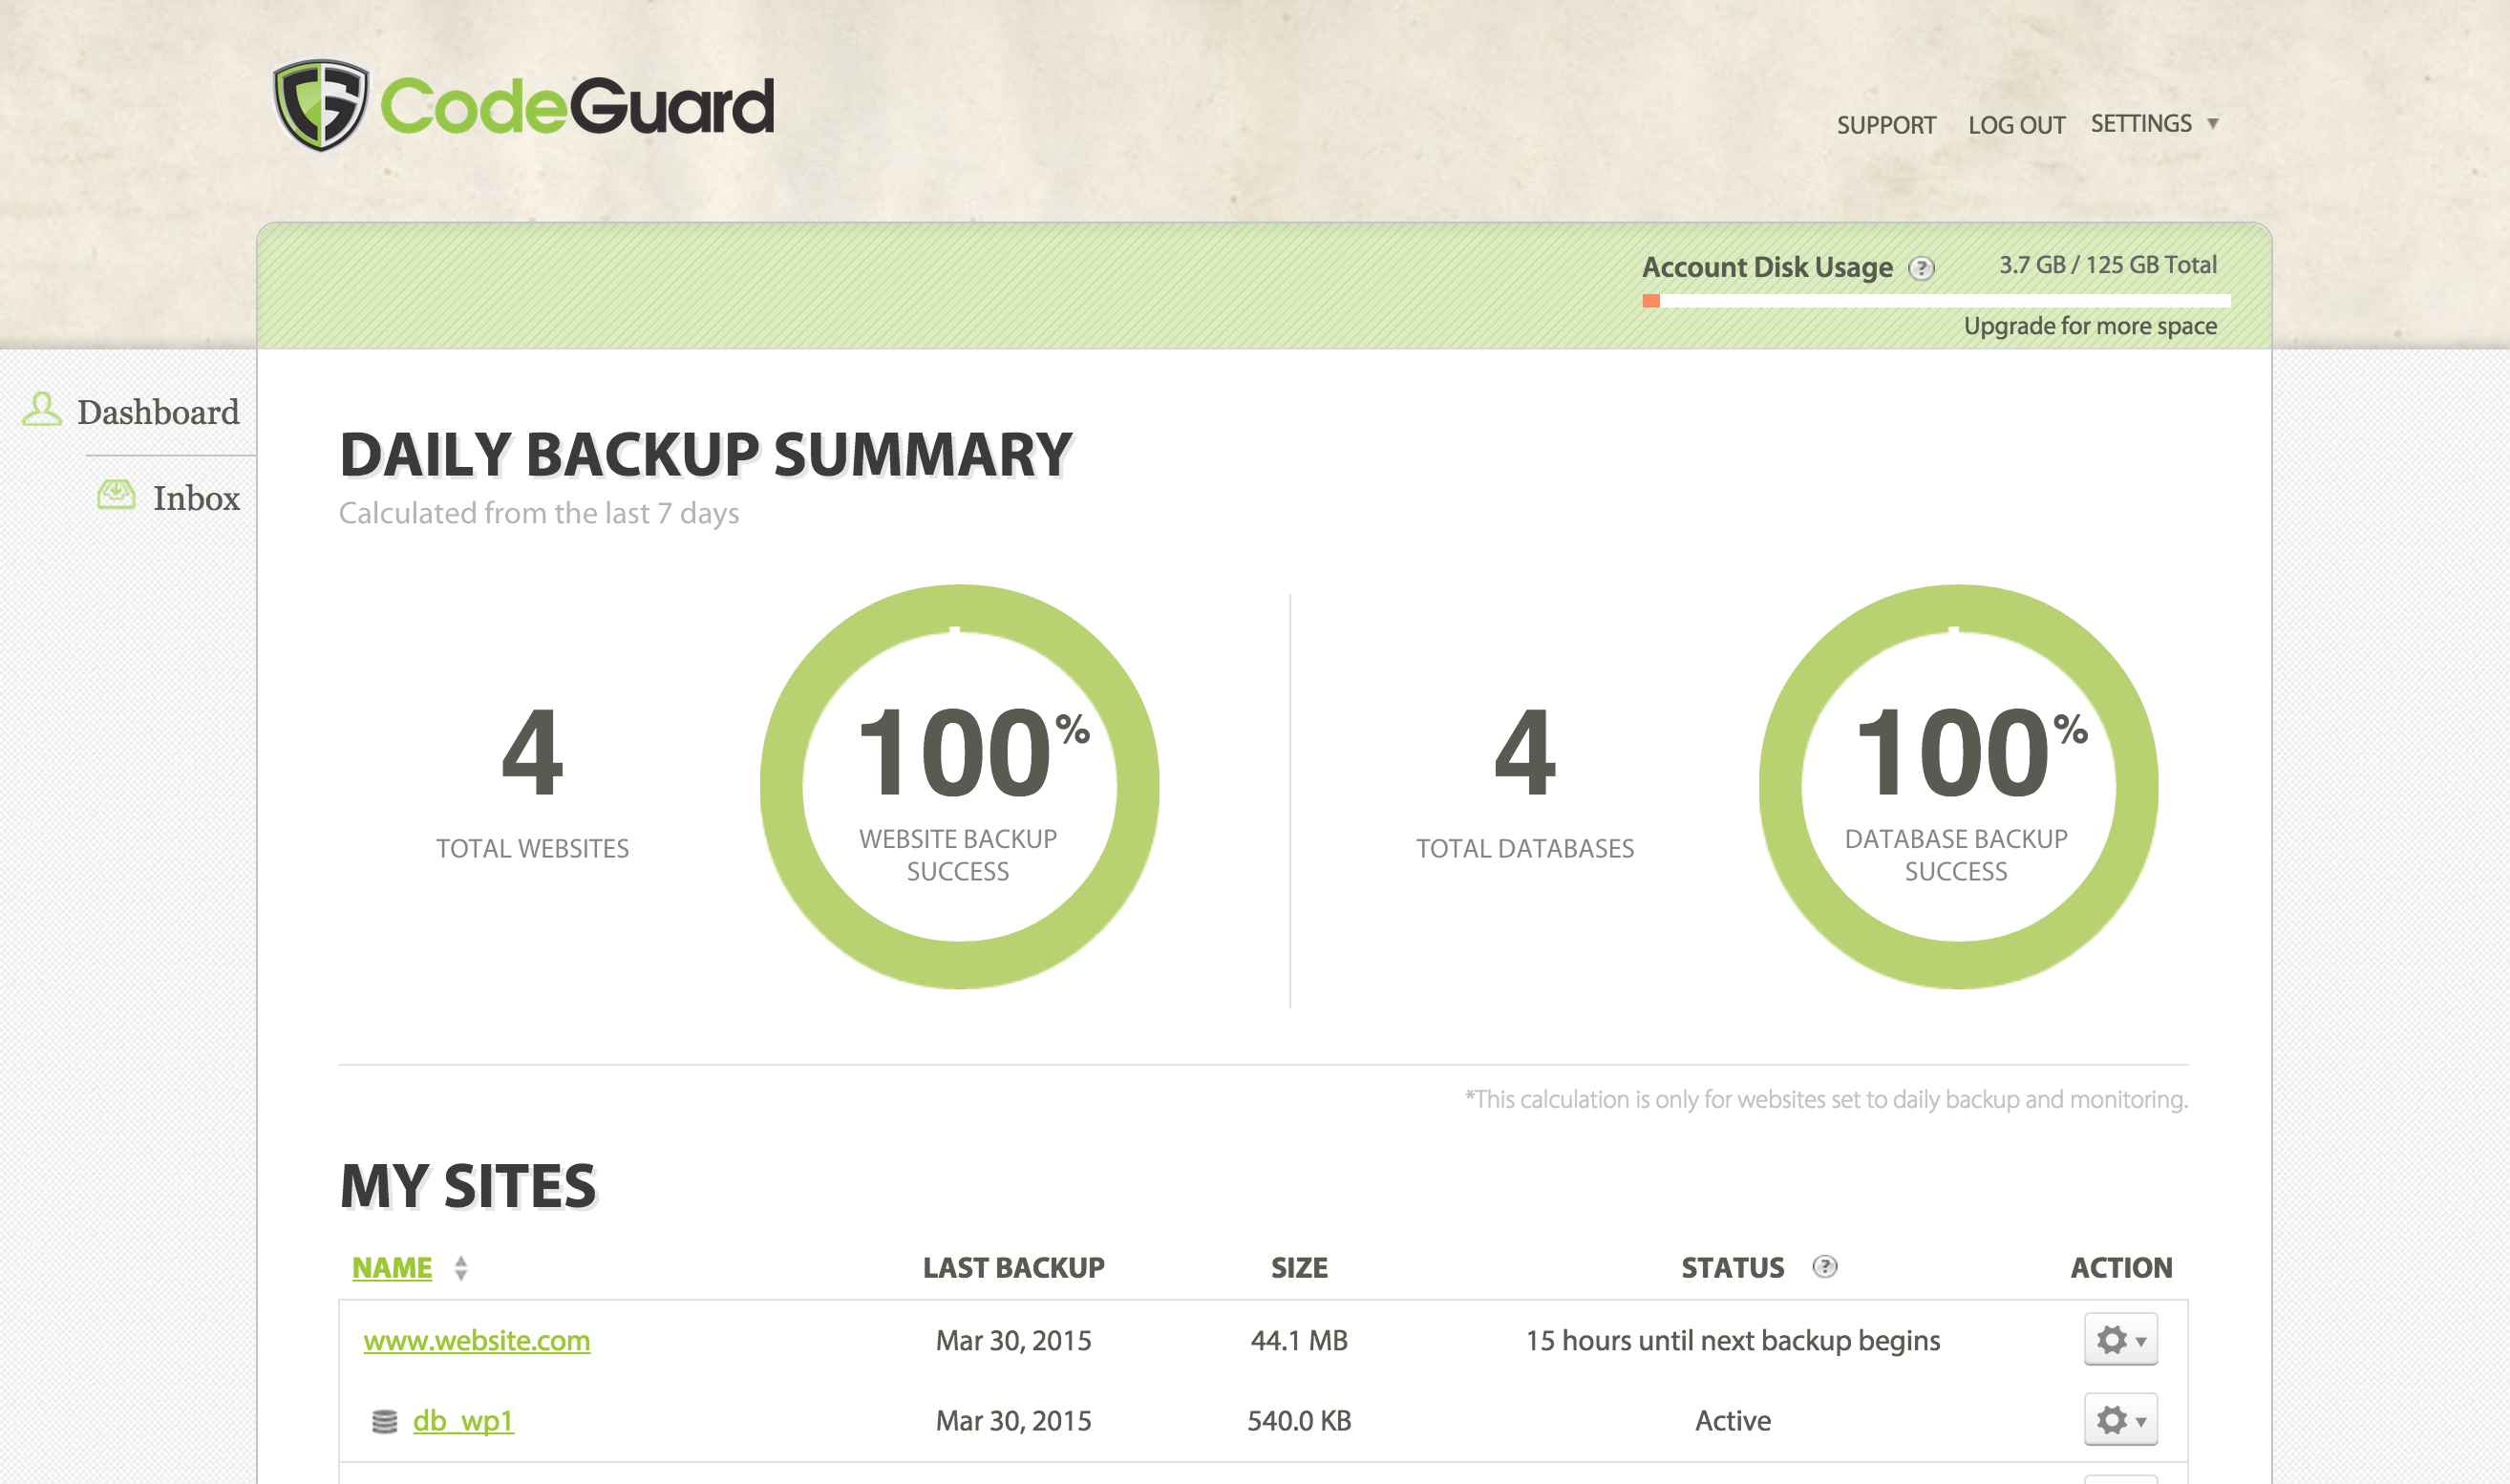 CodeGuard
SUPPORT LOG OUT SETTINGS
Account Disk Usage ? 3.7 GB / 125 GB Total
Upgrade for more space
Dashboard
Inbox
DAILY BACKUP SUMMARY
Calculated from the last 7 days
4
TOTAL WEBSITES
100%
WEBSITE BACKUP
SUCCESS
4
TOTAL DATABASES
100%
DATABASE BACKUP
SUCCESS
*This calculation is only for websites set to daily backup and monitoring.
MY SITES
NAME LAST BACKUP SIZE STATUS ? ACTION
www.website.com Mar 30, 2015 44.1 MB 15 hours until next backup begins
db_wp1 Mar 30, 2015 540.0 KB Active